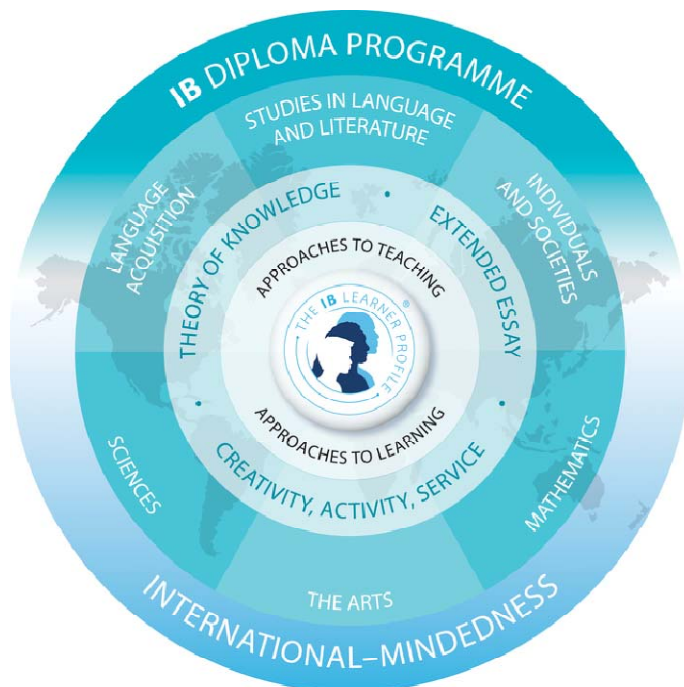 IB DIPLOMA PROGRAMME
STUDIES IN LANGUAGE
AND LITERATURE
LANGUAGE
ACQUISITION
INDIVIDUALS
AND SOCIETIES
THEORY OF KNOWLEDGE
•
EXTENDED ESSAY
•
APPROACHES TO TEACHING
THE IB LEARNER PROFILE®
APPROACHES TO LEARNING
•
CREATIVITY, ACTIVITY, SERVICE
SCIENCES
MATHEMATICS
THE ARTS
INTERNATIONAL–MINDEDNESS